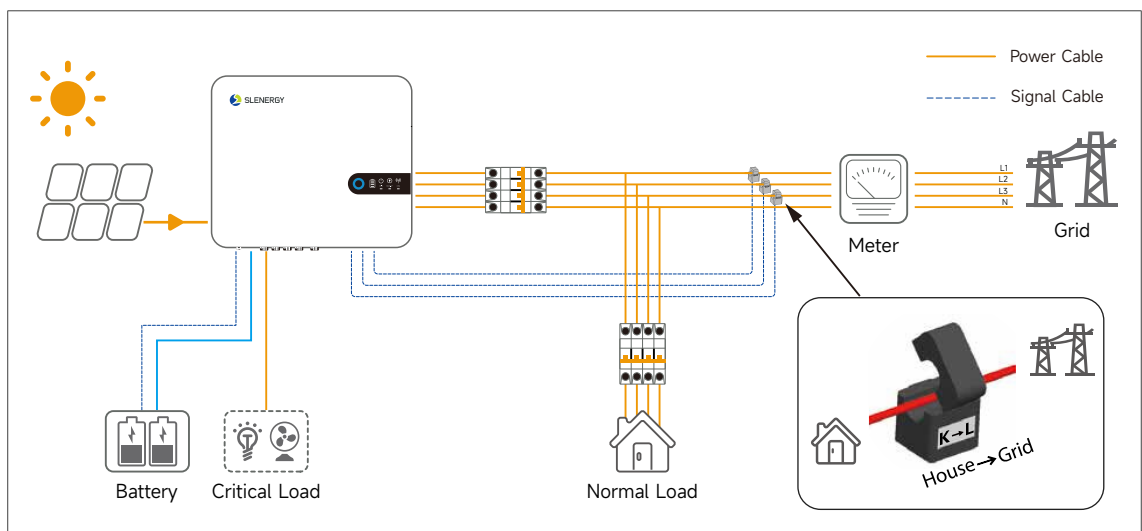 SLENERGY
Power Cable
Signal Cable
L1
L2
L3
N
Meter
Grid
K→L
House→Grid
Battery
Critical Load
Normal Load